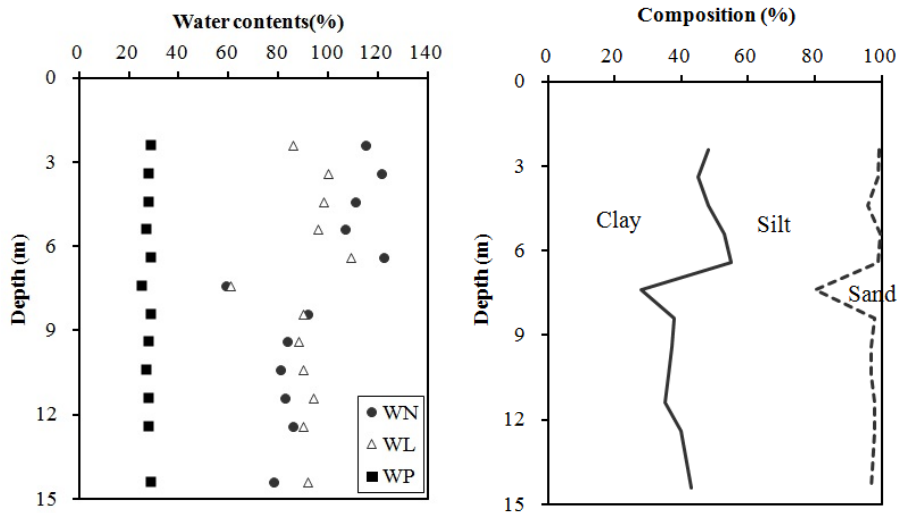 Water contents(%)
0 20 40 60 80 100 120 140
0
3
6
9
12
15
Depth (m)
WN
WL
WP
Composition (%)
0 20 40 60 80 100
0
3
6
9
12
15
Depth (m)
Clay
Silt
Sand